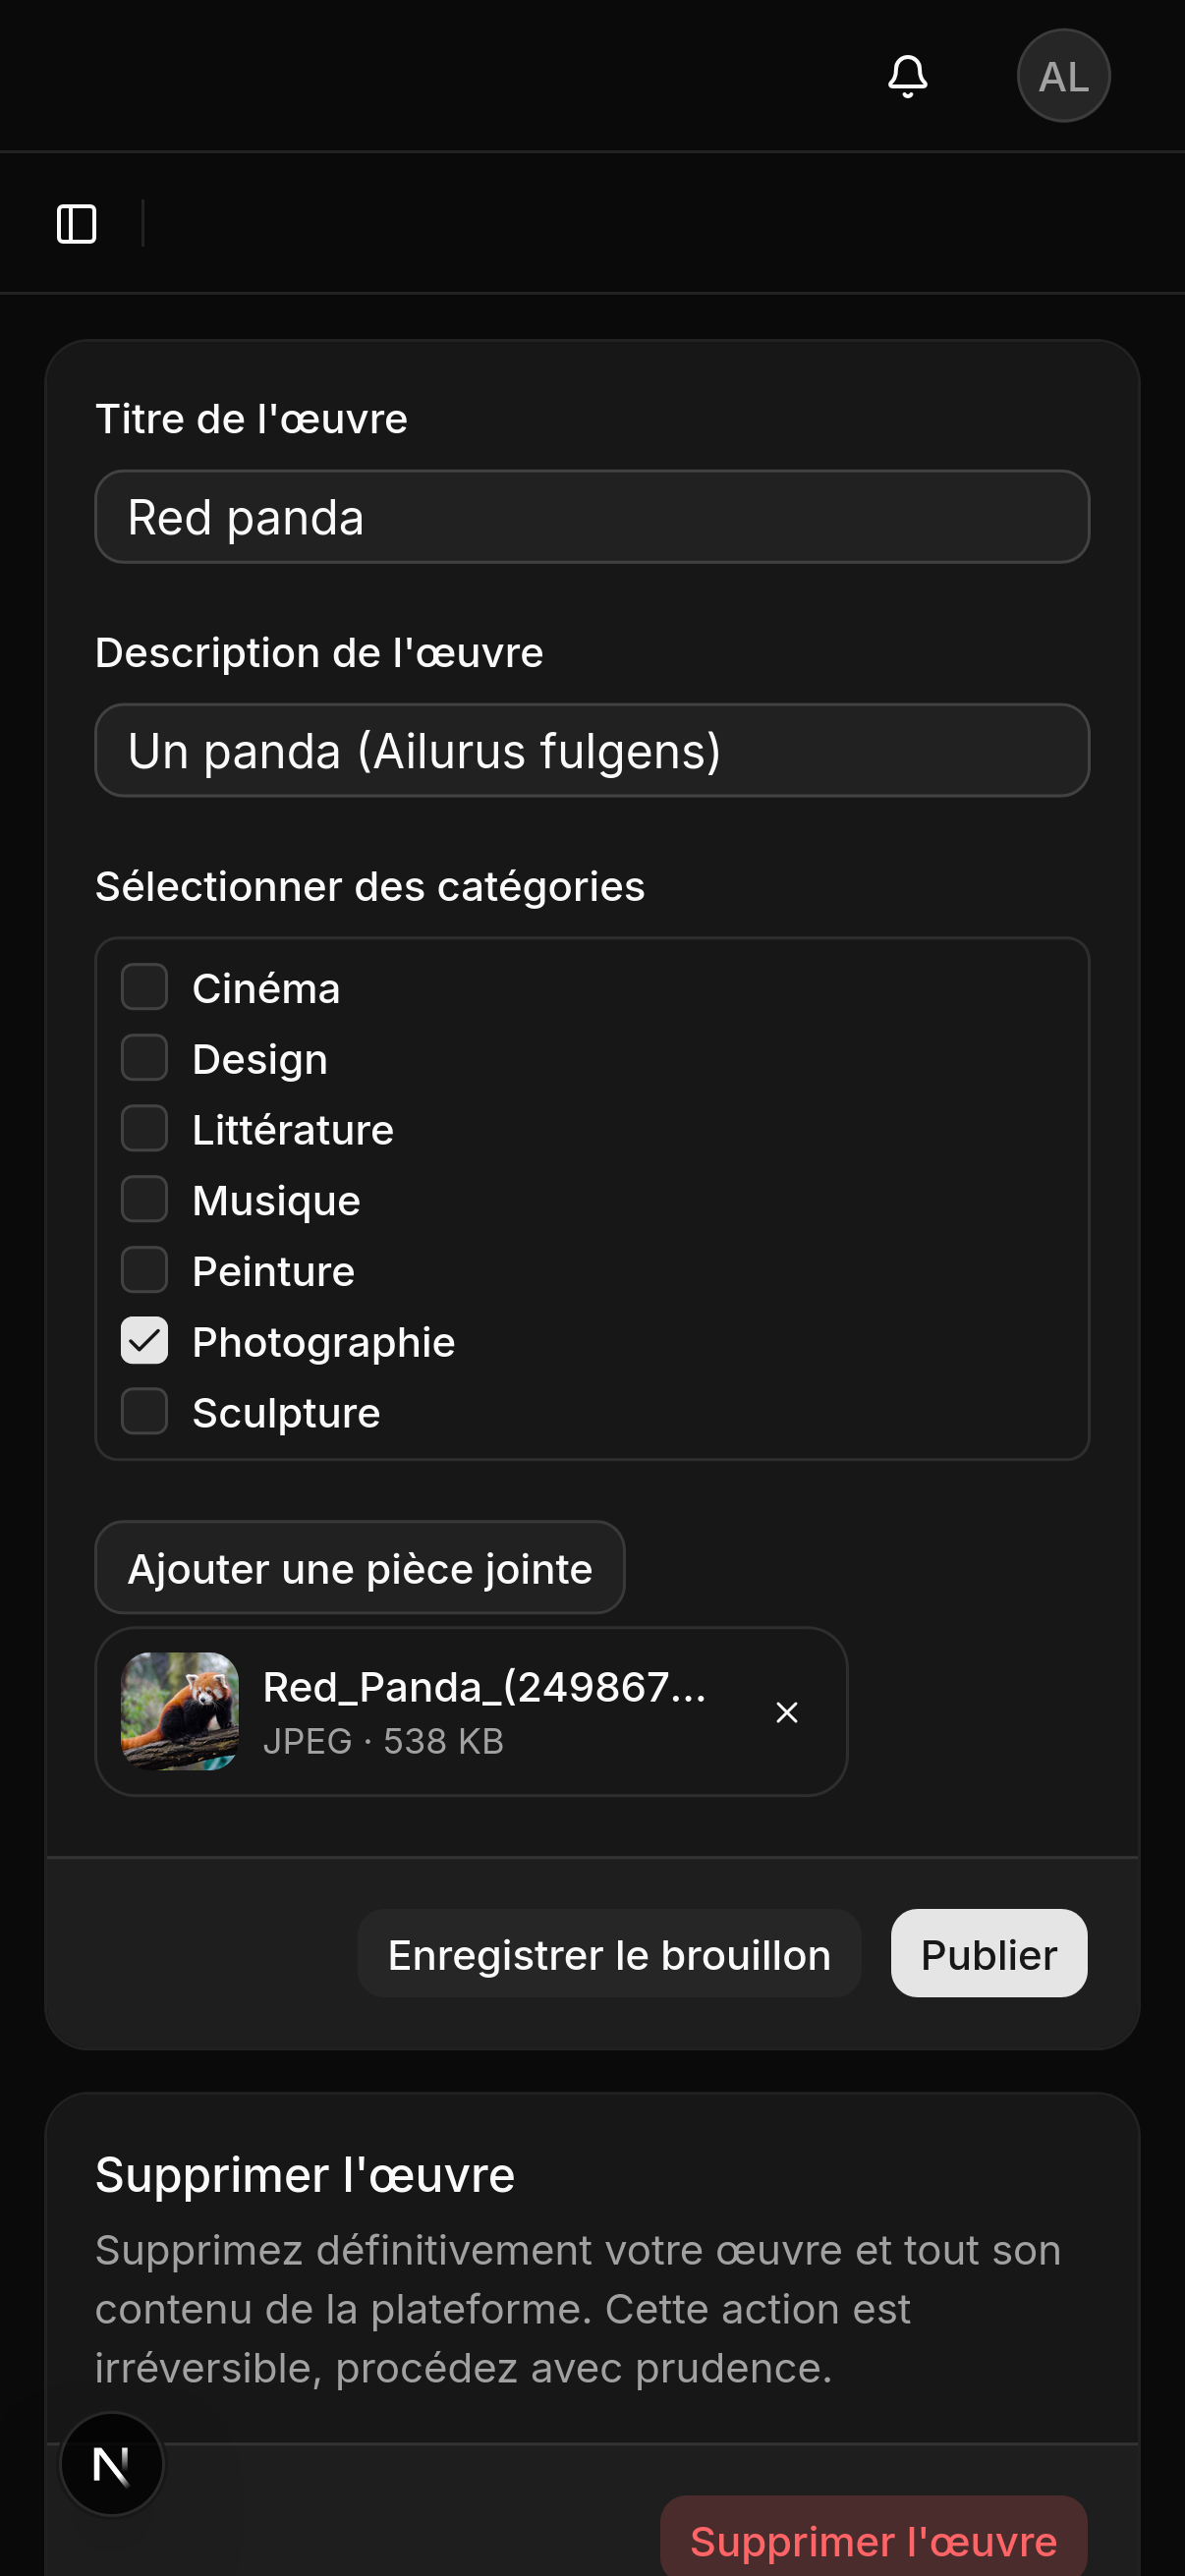 AL
Titre de l'œuvre
Red panda
Description de l'œuvre
Un panda (Ailurus fulgens)
Sélectionner des catégories
Cinéma
Design
Littérature
Musique
Peinture
Photographie
Sculpture
Ajouter une pièce jointe
Red_Panda_(249867...
JPEG · 538 KB
Enregistrer le brouillon
Publier
Supprimer l'œuvre
Supprimez définitivement votre œuvre et tout son
contenu de la plateforme. Cette action est
irréversible, procédez avec prudence.
N
Supprimer l'œuvre